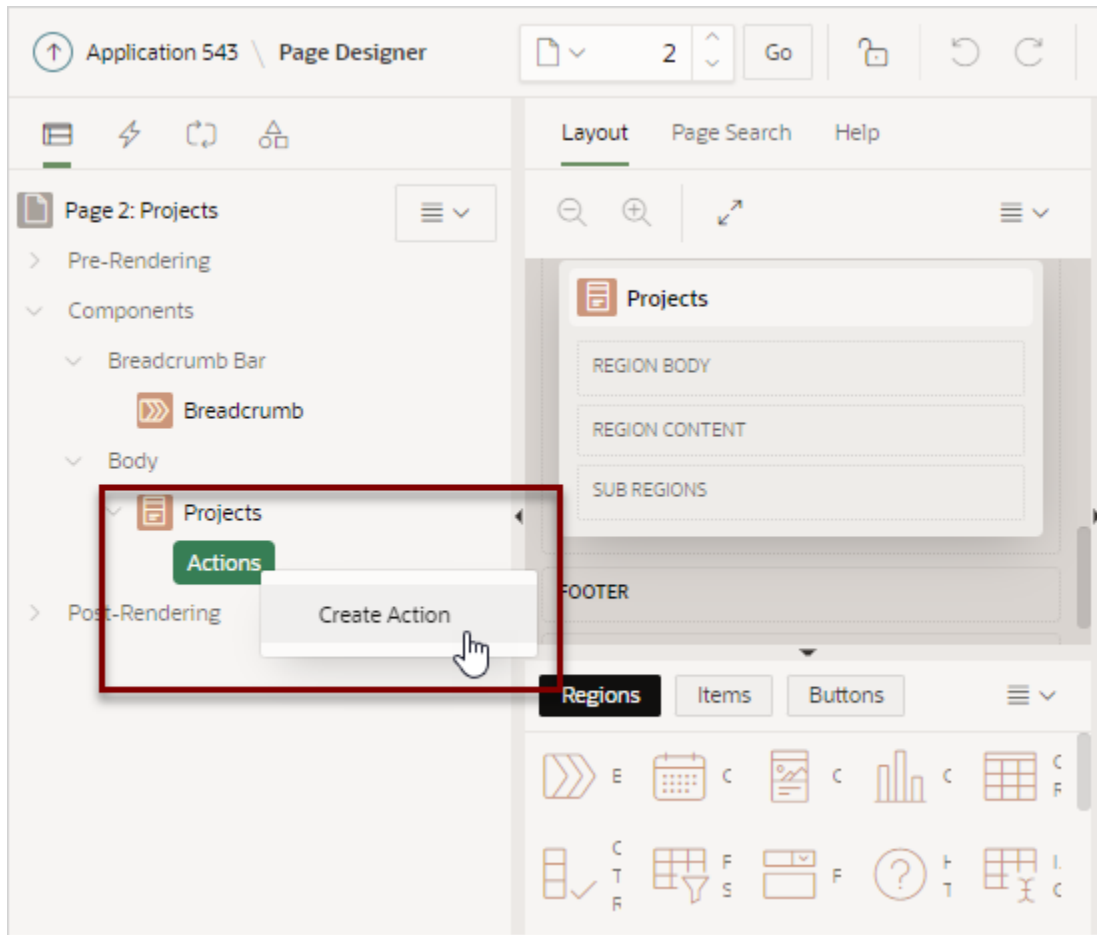 Application 543 \ Page Designer
2
Go
Layout Page Search Help
Page 2: Projects
Pre-Rendering
Components
Breadcrumb Bar
Breadcrumb
Body
Projects
Actions
Create Action
Post-Rendering
Projects
REGION BODY
REGION CONTENT
SUB REGIONS
FOOTER
Regions Items Buttons
C
C
C
C
R
C
T
R
F
S
F
T
C